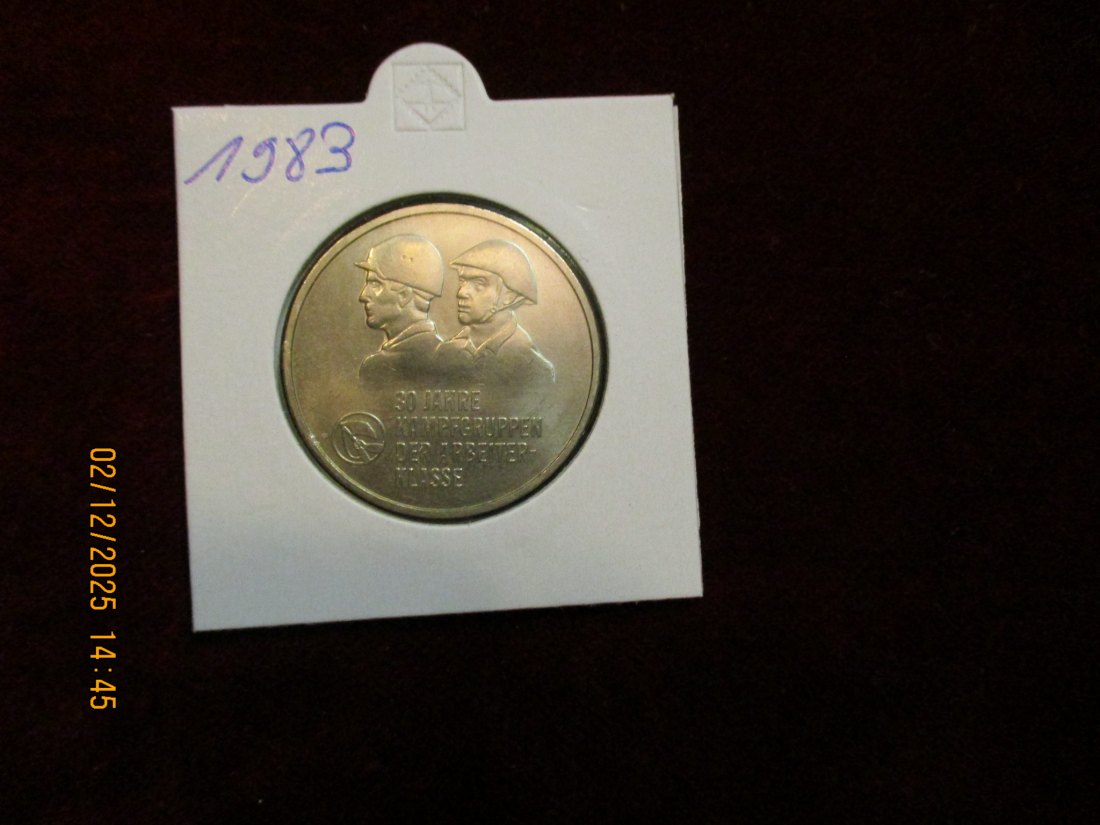 1983
30 JAHRE
KAMPFGRUPPEN
DER ARBEITER-
KLASSE
02/12/2025 14:45